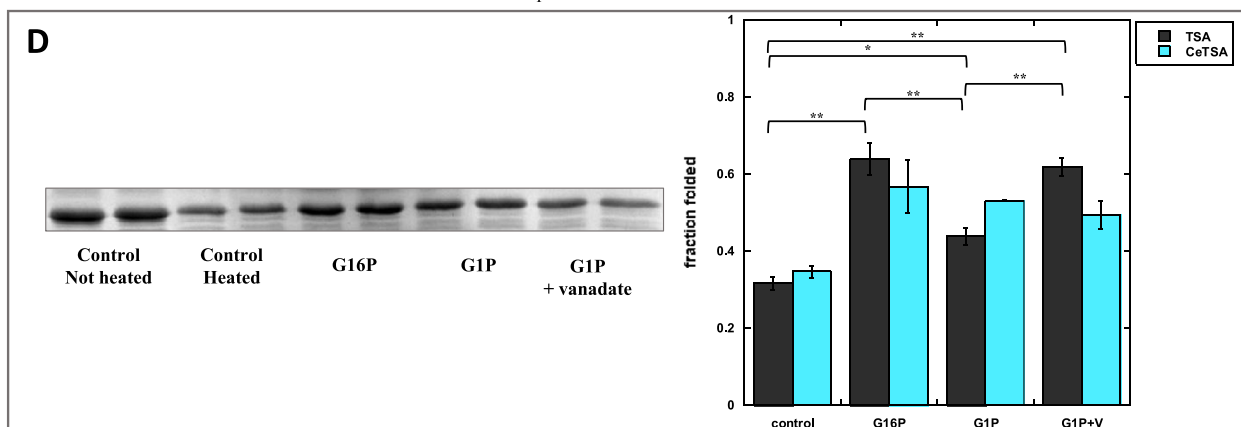 D
Control
Not heated
Control
Heated
G16P
G1P
G1P
+ vanadate
TSA
CeTSA
**
*
**
**
**
fraction folded
1
0.8
0.6
0.4
0.2
0
control
G16P
G1P
G1P+V